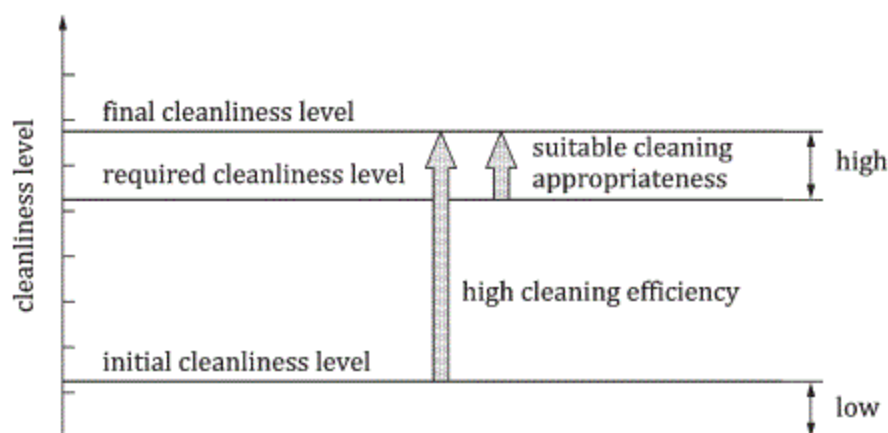 final cleanliness level
required cleanliness level
suitable cleaning
appropriateness
high
cleanliness level
high cleaning efficiency
initial cleanliness level
low